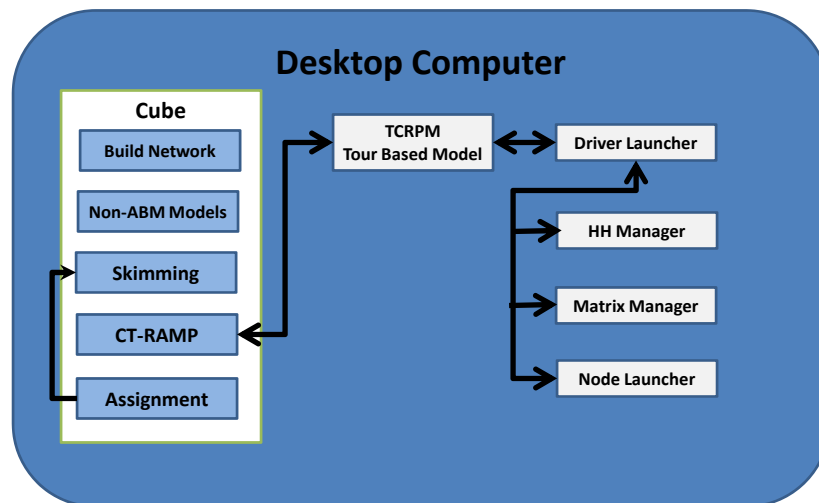 Desktop Computer
Cube
Build Network
Non-ABM Models
Skimming
CT-RAMP
Assignment
TCRPM
Tour Based Model
Driver Launcher
HH Manager
Matrix Manager
Node Launcher